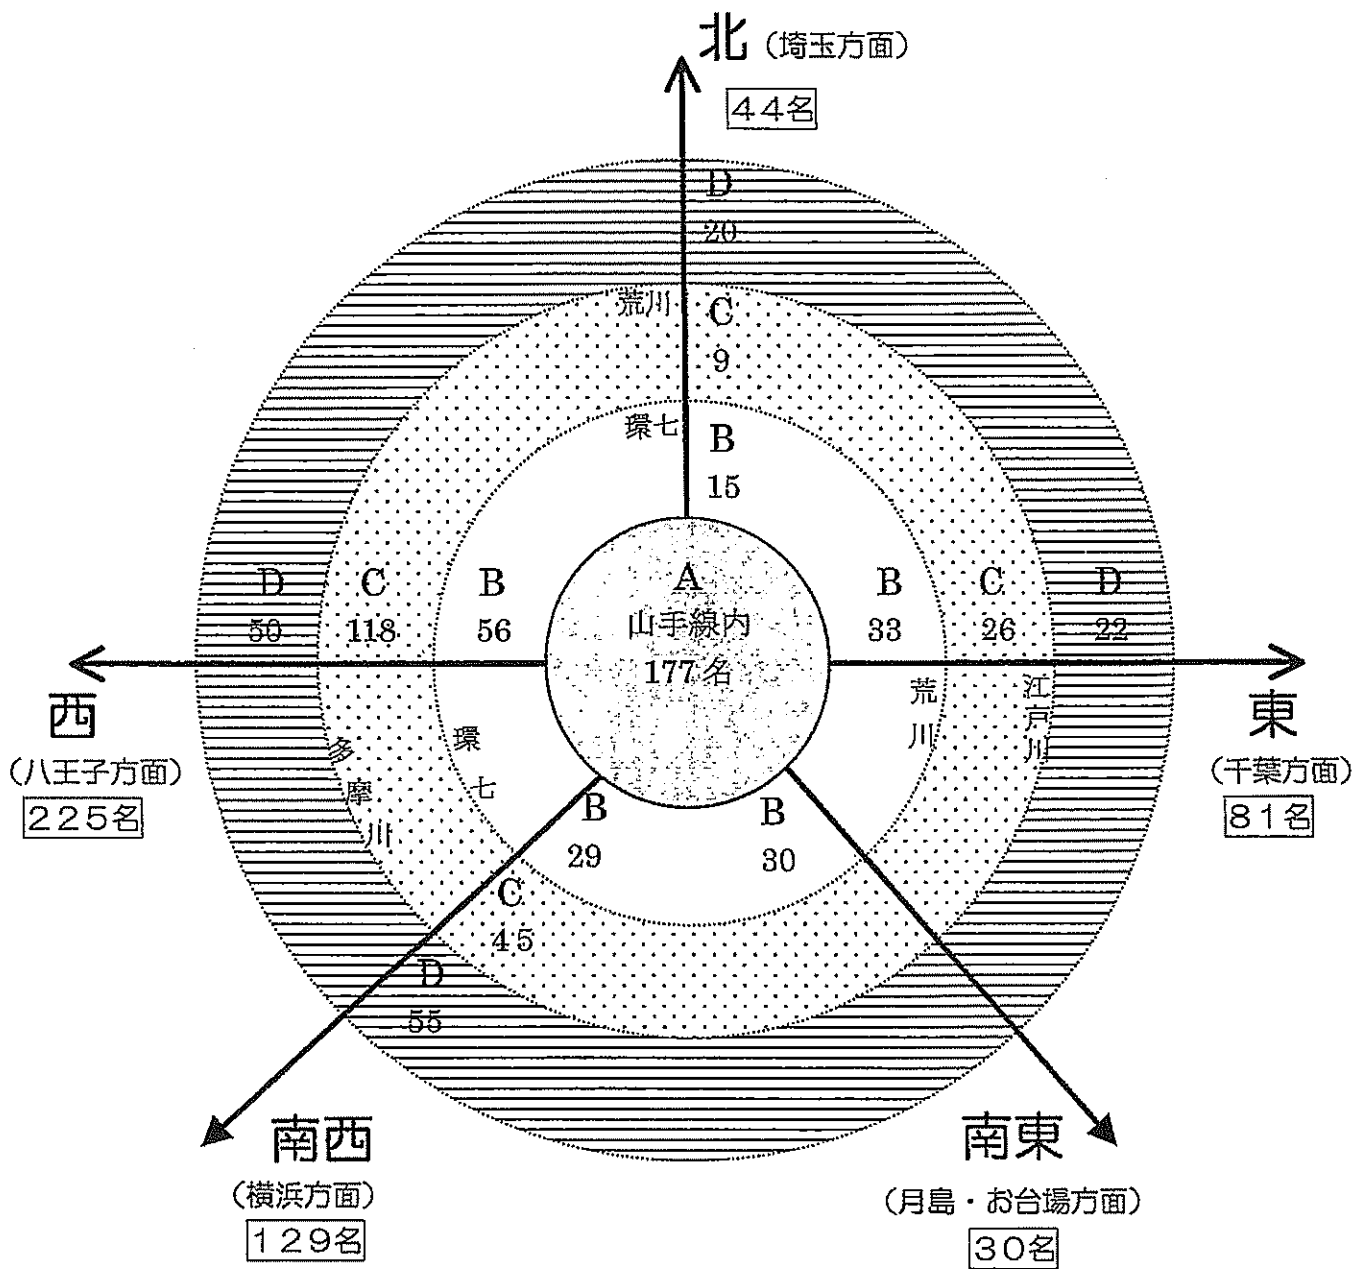 北（埼玉方面）
44名
D
20
荒川
C
9
環七
B
15
D
50
C
118
B
56
A
山手線内
177名
B
33
C
26
D
22
西
（八王子方面）
225名
東
（千葉方面）
81名
荒川
江戸川
環七
多摩川
B
29
B
30
C
45
D
55
南西
（横浜方面）
129名
南東
（月島・お台場方面）
30名